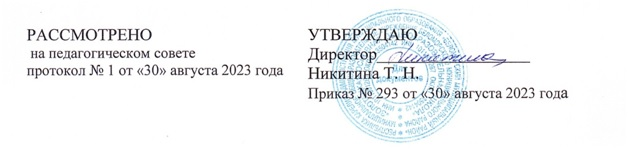 РАССМОТРЕНО
на педагогическом совете
протокол № 1 от «30» августа 2023 года
УТВЕРЖДАЮ
Директор
Никитина Т. Н.
Приказ № 293 от «30» августа 2023 года